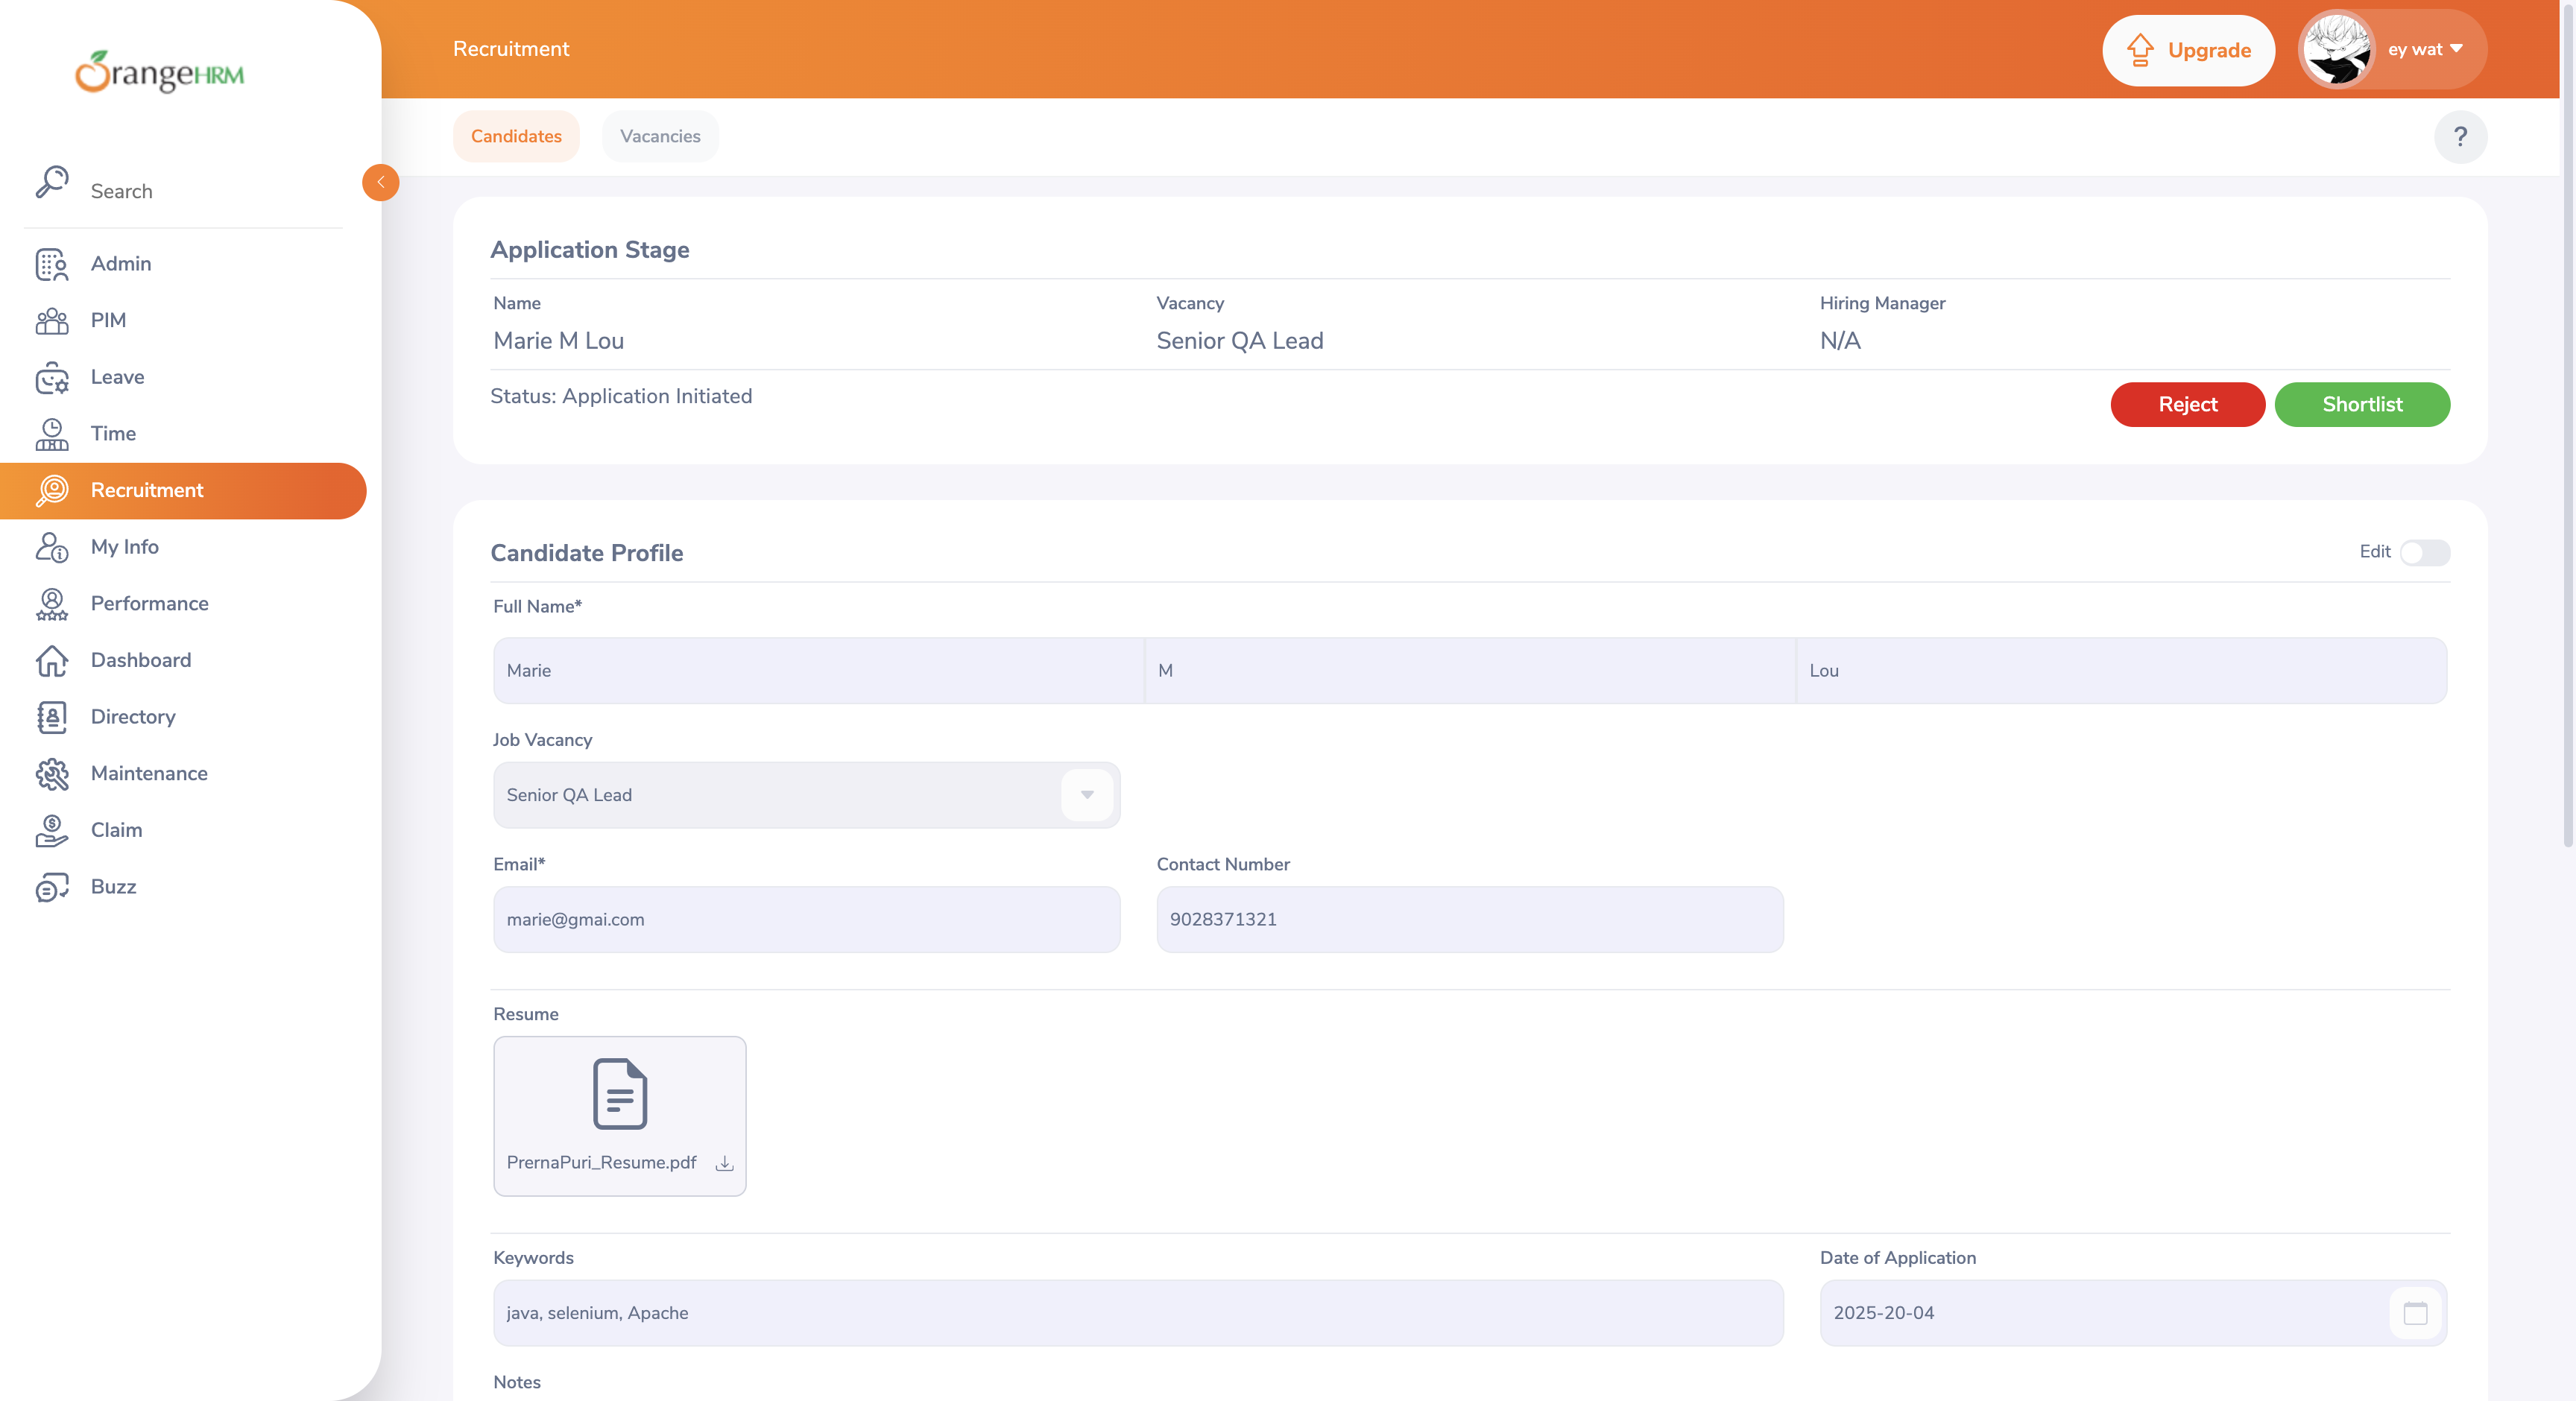 OrangeHRM
Search
Admin
PIM
Leave
Time
Recruitment
My Info
Performance
Dashboard
Directory
Maintenance
Claim
Buzz
Recruitment
Upgrade
ey wat
Candidates Vacancies
?
Application Stage
Name Vacancy Hiring Manager
Marie M Lou Senior QA Lead N/A
Status: Application Initiated Reject Shortlist
Candidate Profile Edit
Full Name*
Marie M Lou
Job Vacancy
Senior QA Lead
Email* Contact Number
marie@gmai.com 9028371321
Resume
PrernaPuri_Resume.pdf
Keywords Date of Application
java, selenium, Apache 2025-20-04
Notes